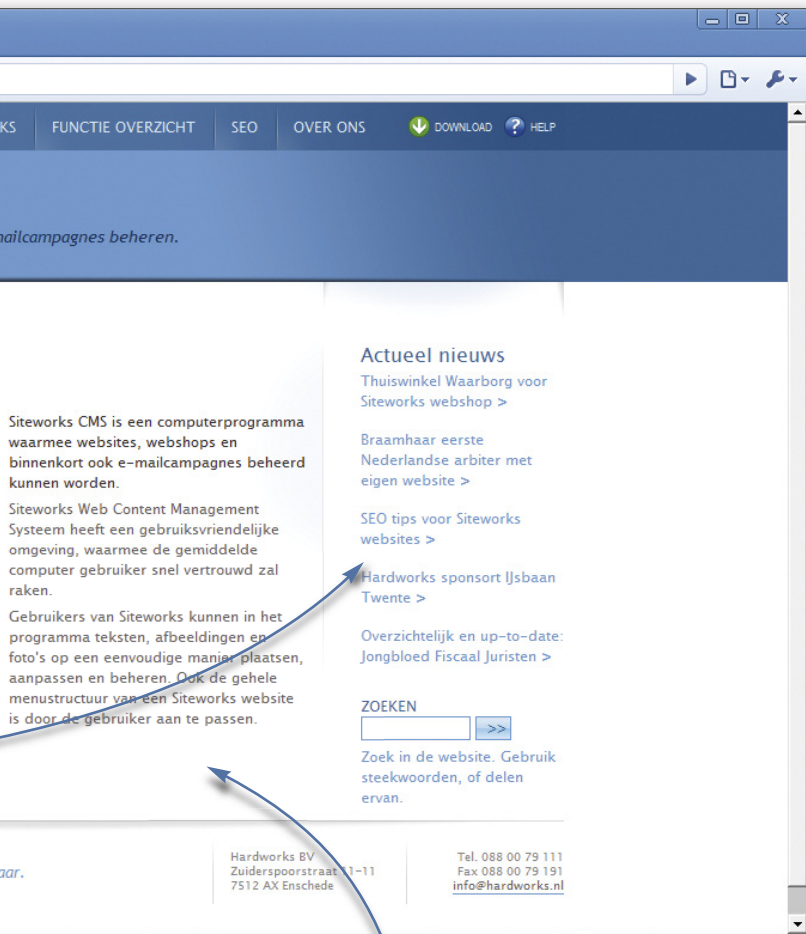 KS FUNCTIE OVERZICHT SEO OVER ONS DOWNLOAD ? HELP
mailcampagnes beheren.
Siteworks CMS is een computerprogramma
waarmee websites, webshops en
binnenkort ook e-mailcampagnes beheerd
kunnen worden.
Siteworks Web Content Management
Systeem heeft een gebruiksvriendelijke
omgeving, waarmee de gemiddelde
computer gebruiker snel vertrouwd zal
raken.
Gebruikers van Siteworks kunnen in het
programma teksten, afbeeldingen en
foto's op een eenvoudige manier plaatsen,
aanpassen en beheren. Ook de gehele
menustructuur van een Siteworks website
is door de gebruiker aan te passen.
Actueel nieuws
Thuiswinkel Waarborg voor
Siteworks webshop >
Braamhaar eerste
Nederlandse arbiter met
eigen website >
SEO tips voor Siteworks
websites >
Hardworks sponsort IJsbaan
Twente >
Overzichtelijk en up-to-date:
Jongbloed Fiscaal Juristen >
ZOEKEN
>>
Zoek in de website. Gebruik
steekwoorden, of delen
ervan.
aar.
Hardworks BV
Zuiderspoorstraat 11-11
7512 AX Enschede
Tel. 088 00 79 111
Fax 088 00 79 191
info@hardworks.nl